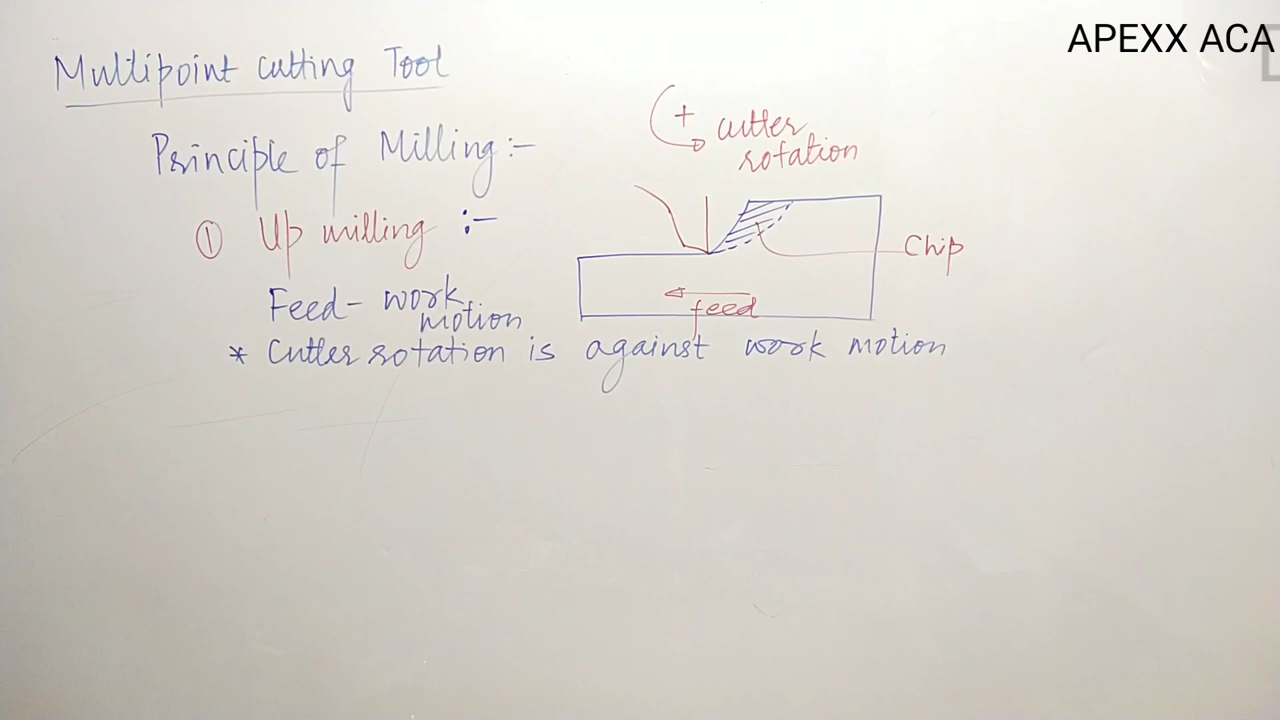 APEXX ACA
Multipoint cutting Tool
Principle of Milling :-
+ cutter
rotation
① Up milling :-
Chip
Feed - work
motion
feed
* Cutter rotation is against work motion